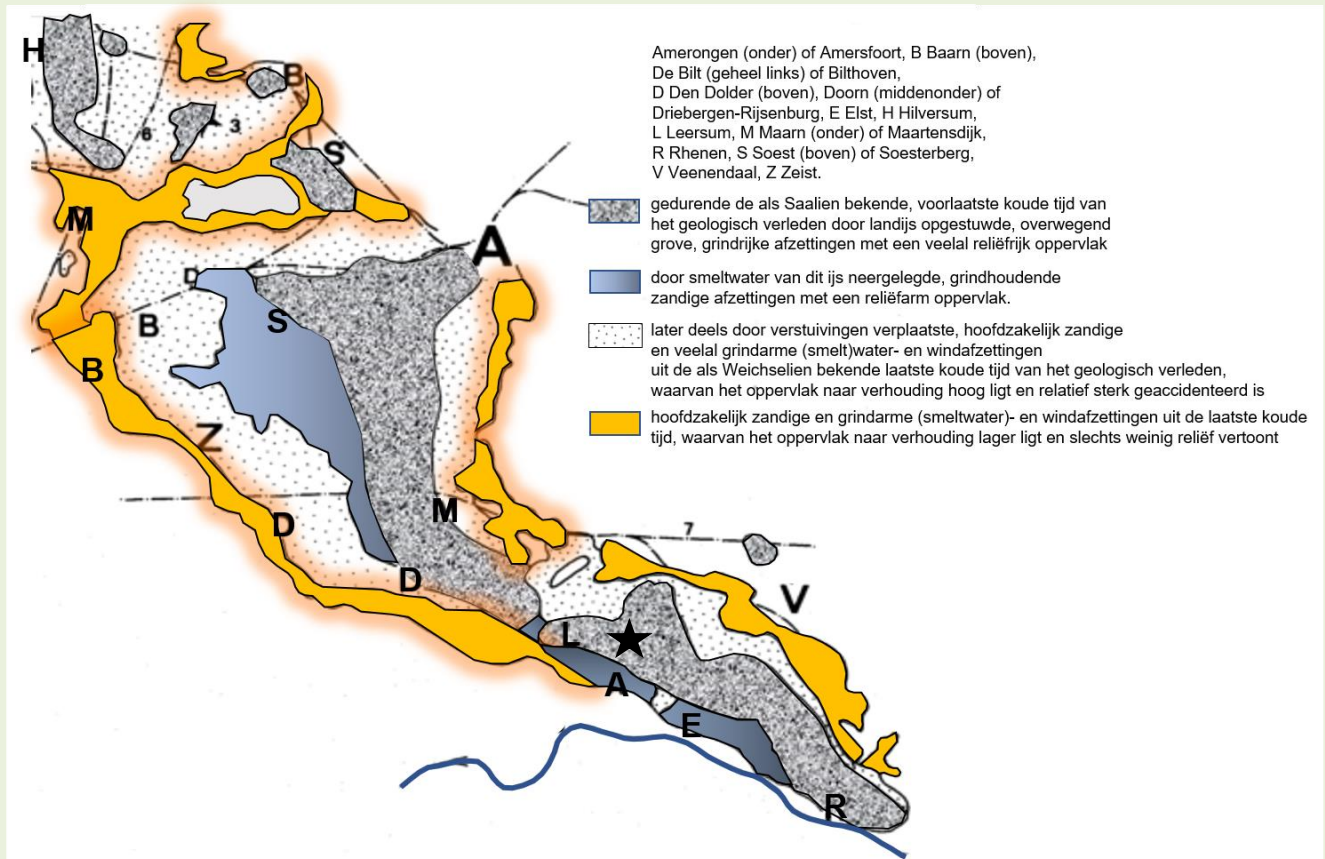 Amerongen (onder) of Amersfoort, B Baarn (boven),
De Bilt (geheel links) of Bilthoven,
D Den Dolder (boven), Doorn (middenonder) of
Driebergen-Rijsenburg, E Elst, H Hilversum,
L Leersum, M Maarn (onder) of Maartensdijk,
R Rhenen, S Soest (boven) of Soesterberg,
V Veenendaal, Z Zeist.
gedurende de als Saalien bekende, voorlaatste koude tijd van
het geologisch verleden door landijs opgestuwde, overwegend
grove, grindrijke afzettingen met een veelal reliëfrijk oppervlak
door smeltwater van dit ijs neergelegde, grindhoudende
zandige afzettingen met een reliëfarm oppervlak.
later deels door verstuivingen verplaatste, hoofdzakelijk zandige
en veelal grindarme (smelt)water- en windafzettingen
uit de als Weichselien bekende laatste koude tijd van het geologisch verleden,
waarvan het oppervlak naar verhouding hoog ligt en relatief sterk geaccidenteerd is
hoofdzakelijk zandige en grindarme (smeltwater)- en windafzettingen uit de laatste koude
tijd, waarvan het oppervlak naar verhouding lager ligt en slechts weinig reliëf vertoont
H
B
6
3
S
M
A
D
B
S
B
Z
M
D
7
D
V
L
A
E
R